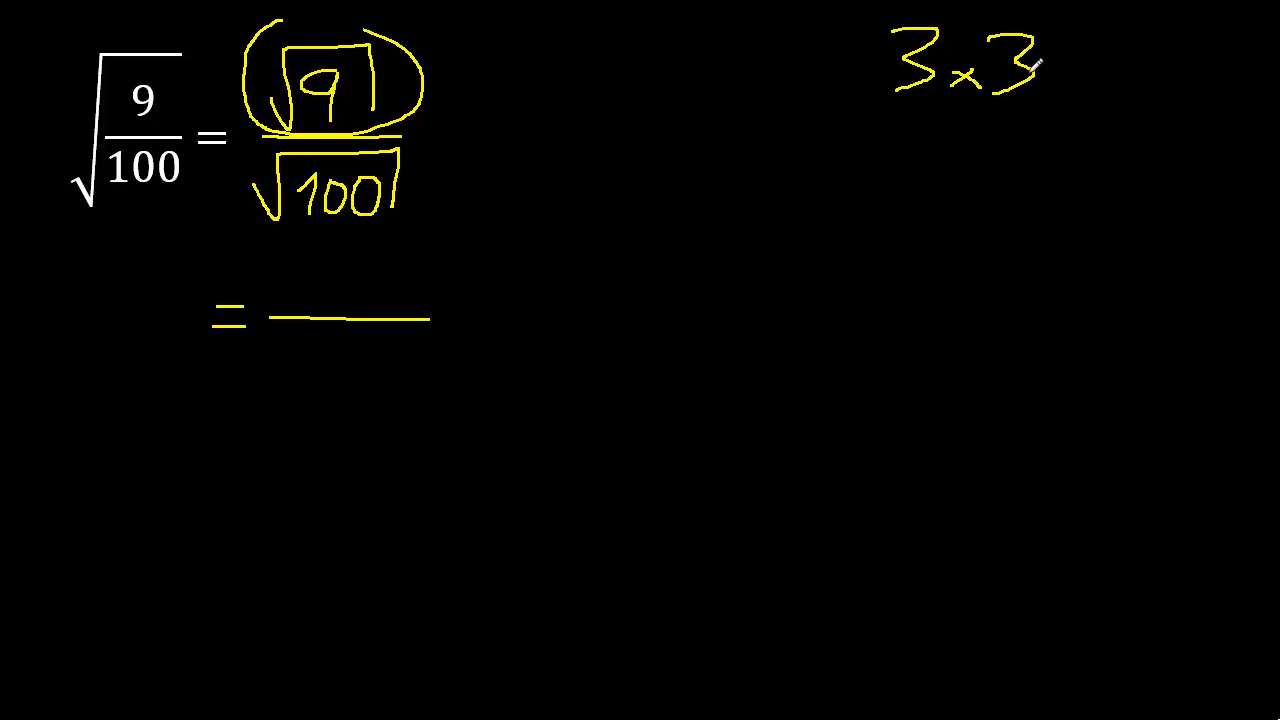 √(9/100) = √9/√100
=
3 × 3